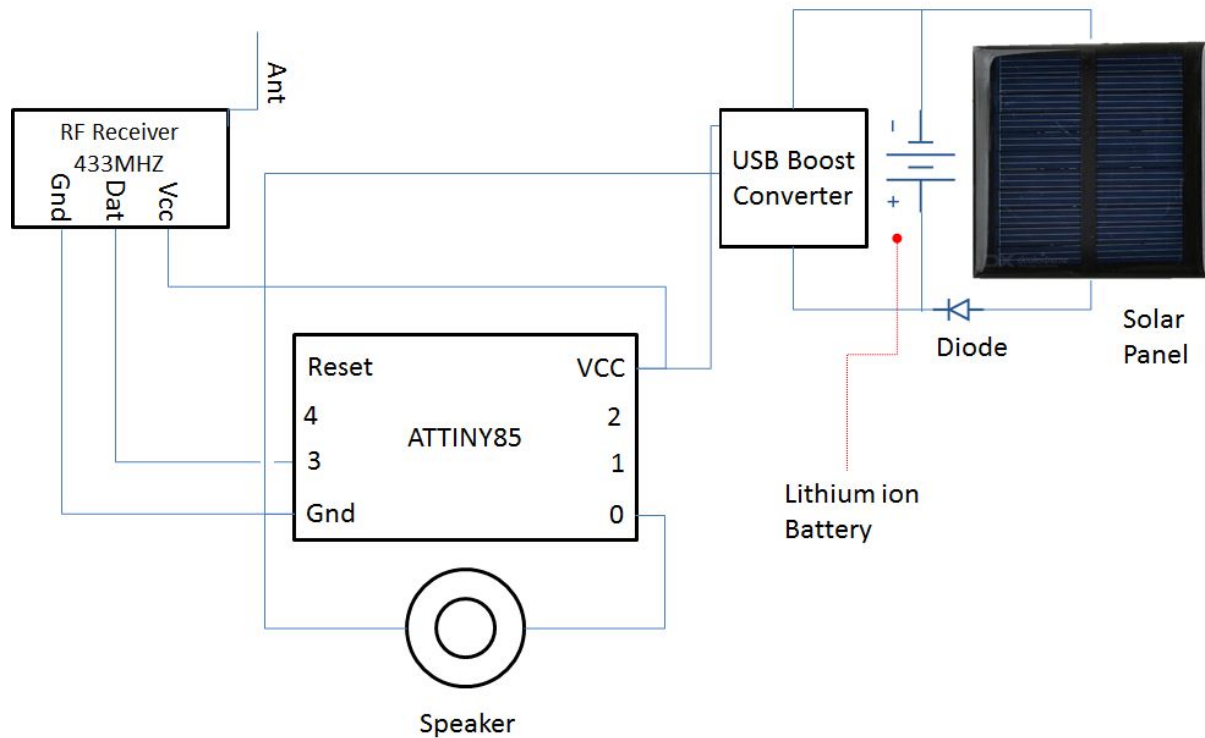 Ant
RF Receiver
433MHZ
Gnd
Dat
Vcc
USB Boost
Converter
-
+
Solar
Panel
Diode
Reset
VCC
4
2
ATTINY85
3
1
Gnd
0
Lithium ion
Battery
Speaker